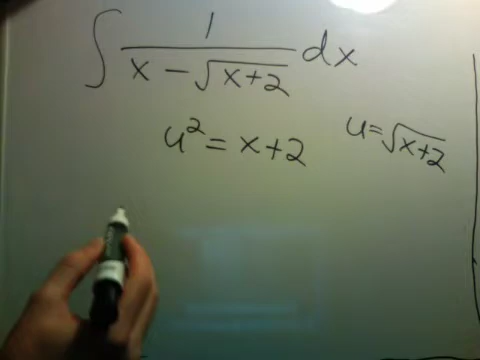 ∫ 1/(x − √(x+2)) dx
u² = x+2 u = √(x+2)